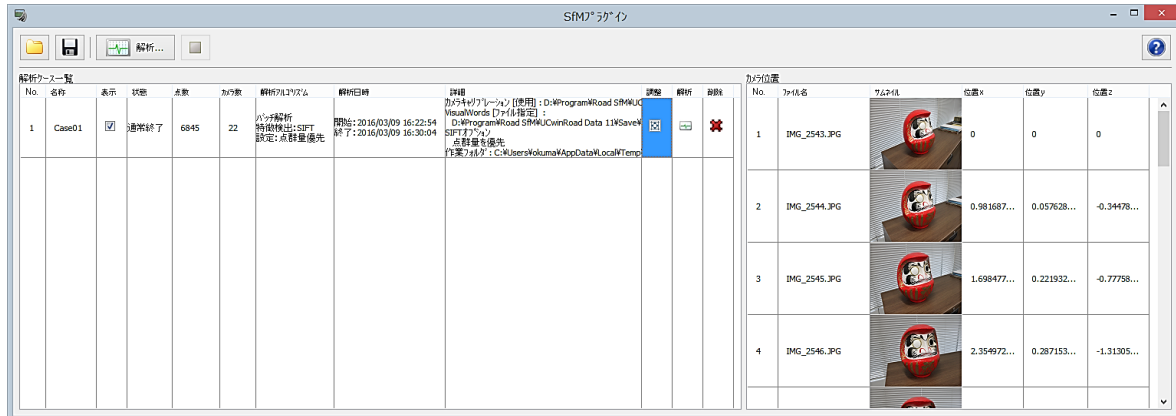 SfMプラグイン
解析...
解析ケース一覧
No. 名称 表示 状態 点数 カメラ数 解析アルゴリズム 解析日時 詳細 調整 解析 削除
1 Case01 通常終了 6845 22
バッチ解析
特徴検出:SIFT
設定:点群量優先
開始:2016/03/09 16:22:54
終了:2016/03/09 16:30:04
カメラキャリブレーション [使用] : D:¥Program¥Road SfM¥UC
VisualWords [ファイル指定] :
D:¥Program¥Road SfM¥UCwinRoad Data 11¥Save¥
SIFTオプション
点群量を優先
作業フォルダ : C:¥Users¥okuma¥AppData¥Local¥Temp
カメラ位置
No. ファイル名 サムネイル 位置x 位置y 位置z
1 IMG_2543.JPG 0 0 0
2 IMG_2544.JPG 0.981687... 0.057628... -0.34478...
3 IMG_2545.JPG 1.698477... 0.221932... -0.77758...
4 IMG_2546.JPG 2.354972... 0.287153... -1.31305...